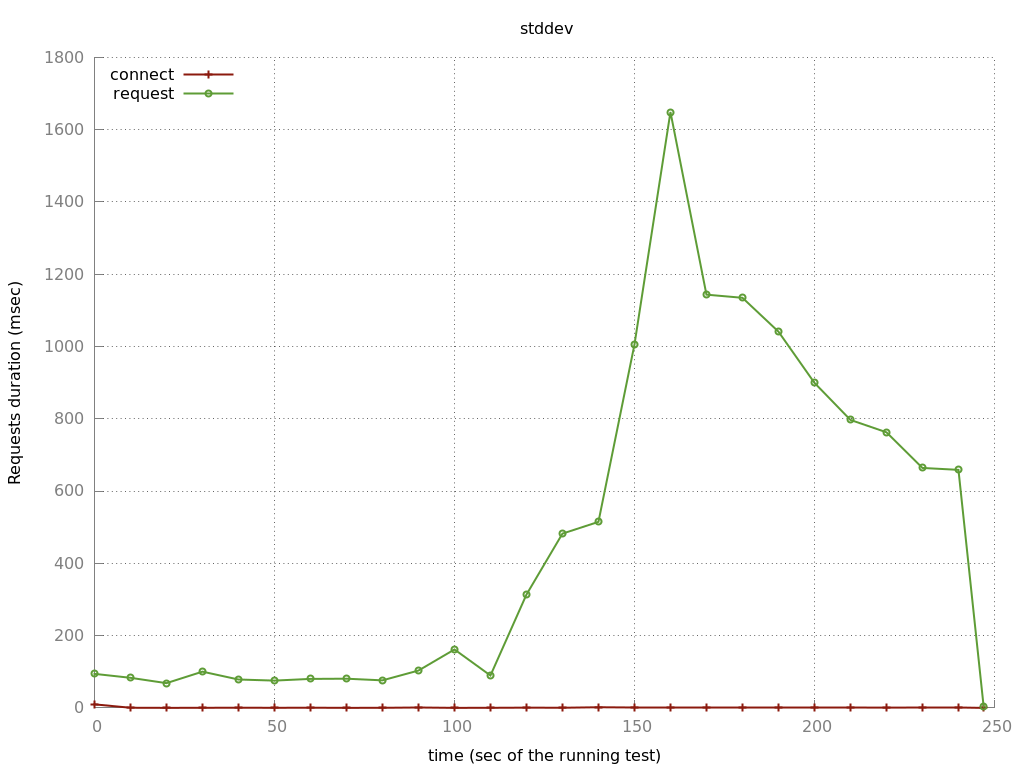 stddev
1800
1600
1400
1200
1000
800
600
400
200
0
connect
request
Requests duration (msec)
0 50 100 150 200 250
time (sec of the running test)